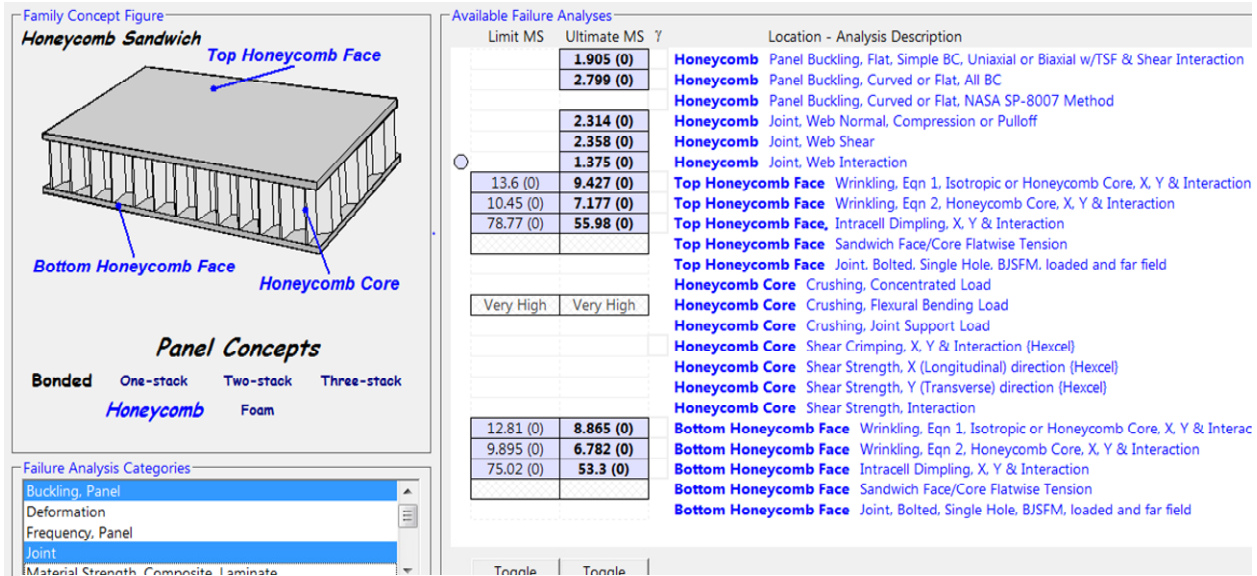 Family Concept Figure
Honeycomb Sandwich
Top Honeycomb Face
Bottom Honeycomb Face
Honeycomb Core
Panel Concepts
Bonded One-stack Two-stack Three-stack
Honeycomb Foam
Failure Analysis Categories
Buckling, Panel
Deformation
Frequency, Panel
Joint
Material Strength, Composite, Laminate
Available Failure Analyses
Limit MS Ultimate MS γ Location - Analysis Description
1.905 (0) Honeycomb Panel Buckling, Flat, Simple BC, Uniaxial or Biaxial w/TSF & Shear Interaction
2.799 (0) Honeycomb Panel Buckling, Curved or Flat, All BC
Honeycomb Panel Buckling, Curved or Flat, NASA SP-8007 Method
2.314 (0) Honeycomb Joint, Web Normal, Compression or Pulloff
2.358 (0) Honeycomb Joint, Web Shear
1.375 (0) Honeycomb Joint, Web Interaction
13.6 (0) 9.427 (0) Top Honeycomb Face Wrinkling, Eqn 1, Isotropic or Honeycomb Core, X, Y & Interaction
10.45 (0) 7.177 (0) Top Honeycomb Face Wrinkling, Eqn 2, Honeycomb Core, X, Y & Interaction
78.77 (0) 55.98 (0) Top Honeycomb Face, Intracell Dimpling, X, Y & Interaction
Top Honeycomb Face Sandwich Face/Core Flatwise Tension
Top Honeycomb Face Joint, Bolted, Single Hole, BJSFM, loaded and far field
Honeycomb Core Crushing, Concentrated Load
Very High Very High Honeycomb Core Crushing, Flexural Bending Load
Honeycomb Core Crushing, Joint Support Load
Honeycomb Core Shear Crimping, X, Y & Interaction {Hexcel}
Honeycomb Core Shear Strength, X (Longitudinal) direction {Hexcel}
Honeycomb Core Shear Strength, Y (Transverse) direction {Hexcel}
Honeycomb Core Shear Strength, Interaction
12.81 (0) 8.865 (0) Bottom Honeycomb Face Wrinkling, Eqn 1, Isotropic or Honeycomb Core, X, Y & Interac
9.895 (0) 6.782 (0) Bottom Honeycomb Face Wrinkling, Eqn 2, Honeycomb Core, X, Y & Interaction
75.02 (0) 53.3 (0) Bottom Honeycomb Face Intracell Dimpling, X, Y & Interaction
Bottom Honeycomb Face Sandwich Face/Core Flatwise Tension
Bottom Honeycomb Face Joint, Bolted, Single Hole, BJSFM, loaded and far field
Toggle Toggle